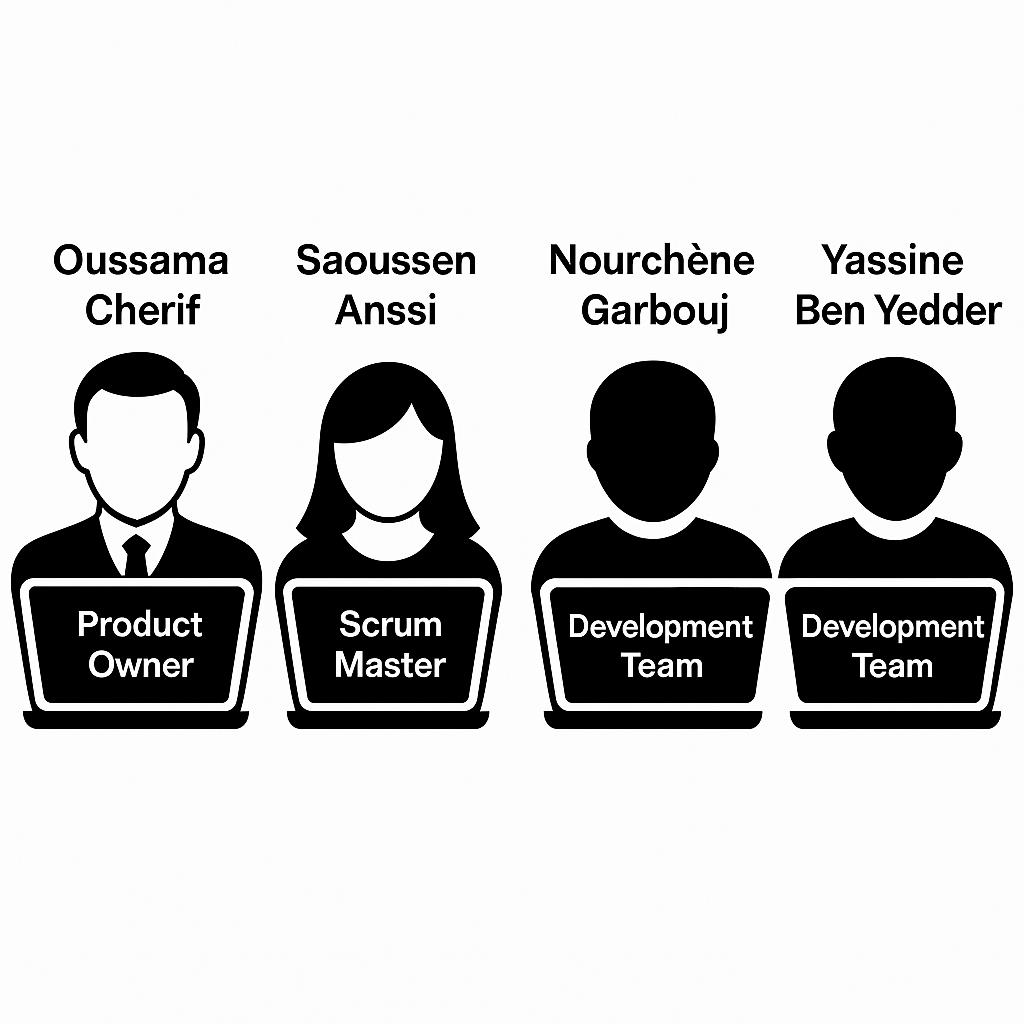 Oussama
Cherif
Saoussen
Anssi
Nourchène
Garbouj
Yassine
Ben Yedder
Product
Owner
Scrum
Master
Development
Team
Development
Team